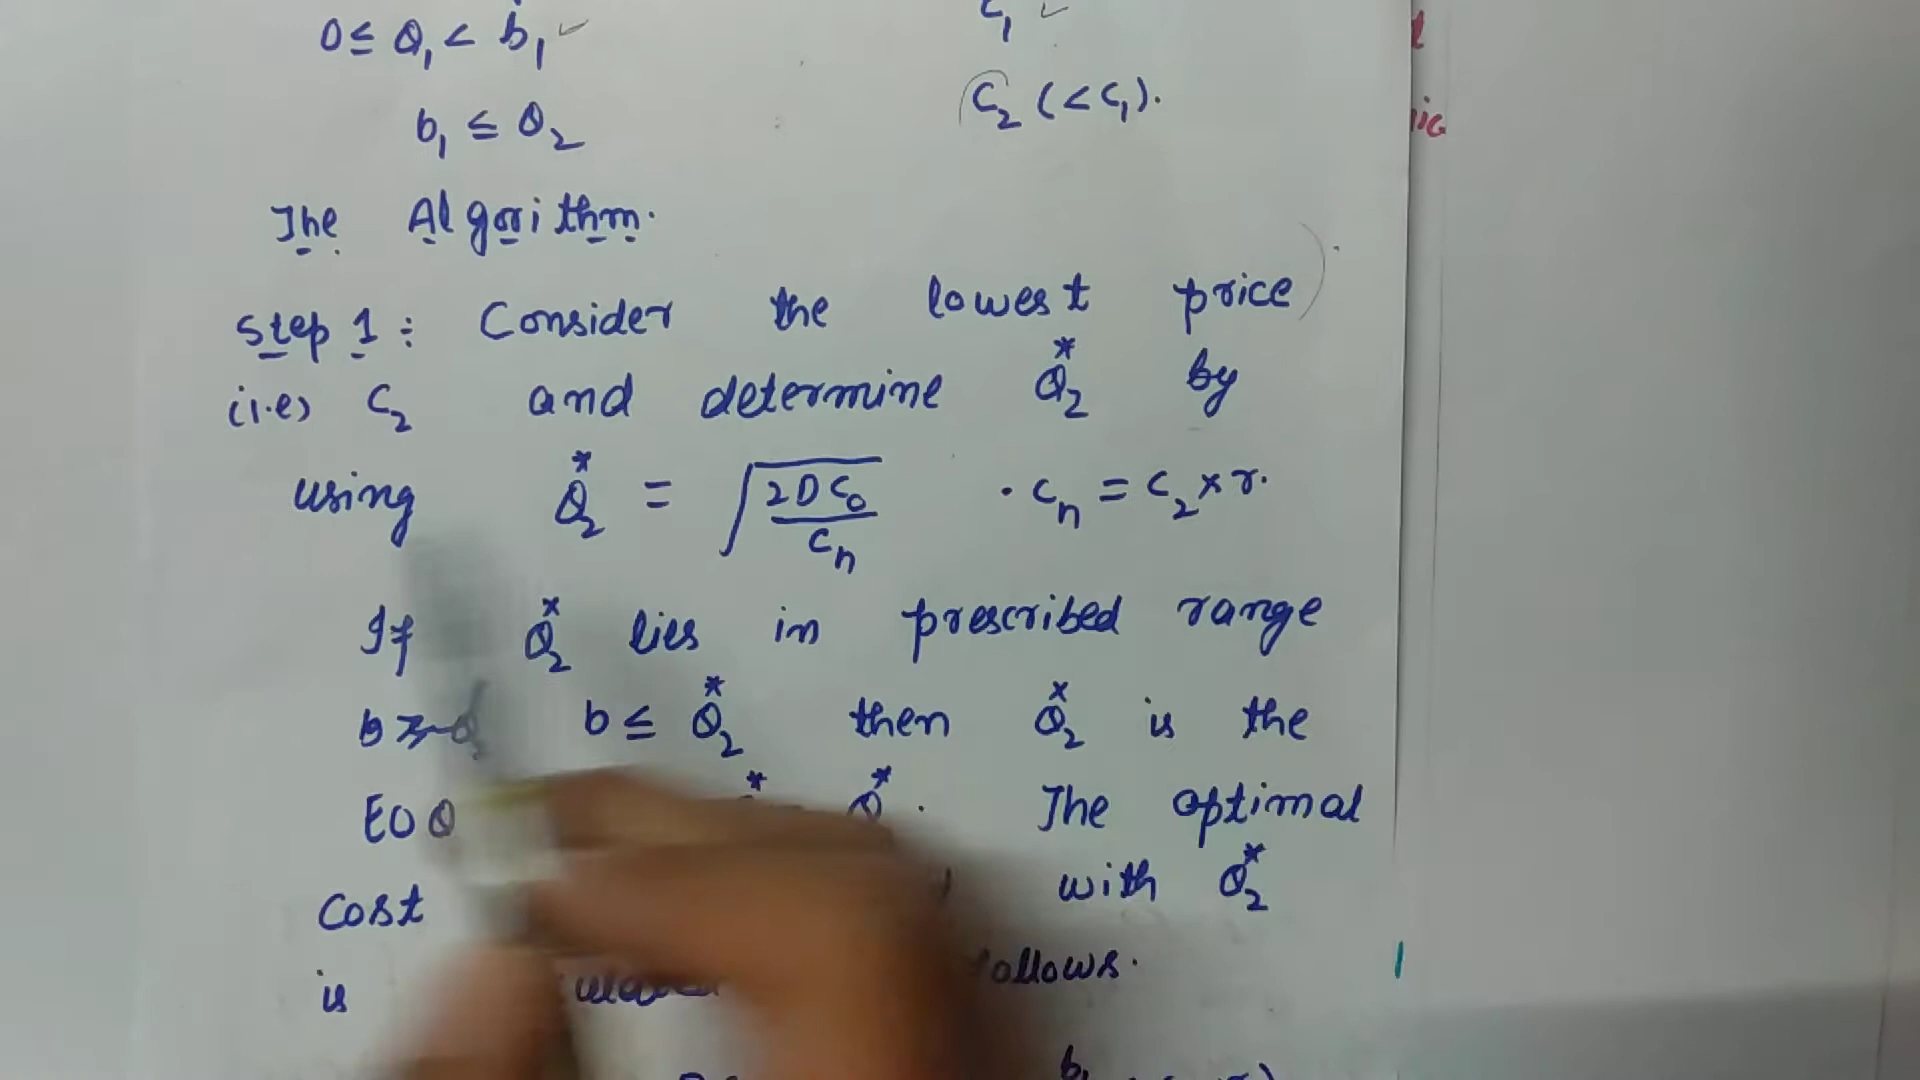 0 ≤ Q₁ < b₁ ✓ C₁ ✓
b₁ ≤ Q₂ C₂ (< C₁).
The Algorithm.
Step 1: Consider the lowest price
(i.e) C₂ and determine Q₂* by
using Q₂* = √(2DC₀/Cₕ) . Cₕ = C₂ × r.
If Q₂* lies in prescribed range
b ≤ Q₂* then Q₂* is the
EOQ Q* . The optimal
cost with Q₂*
is